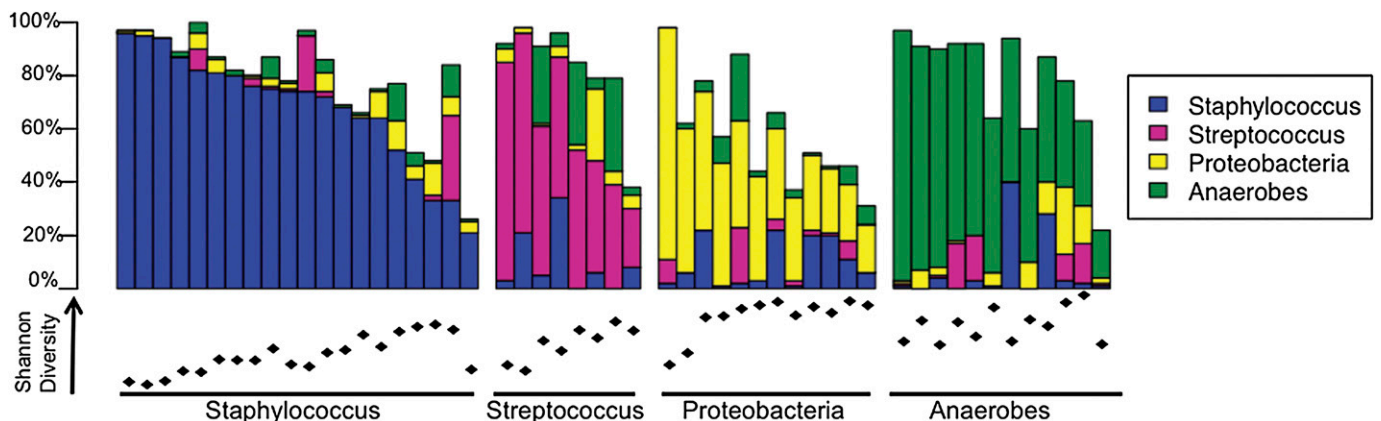 100%
80%
60%
40%
20%
0%
Shannon
Diversity
Staphylococcus
Streptococcus
Proteobacteria
Anaerobes
Staphylococcus
Streptococcus
Proteobacteria
Anaerobes